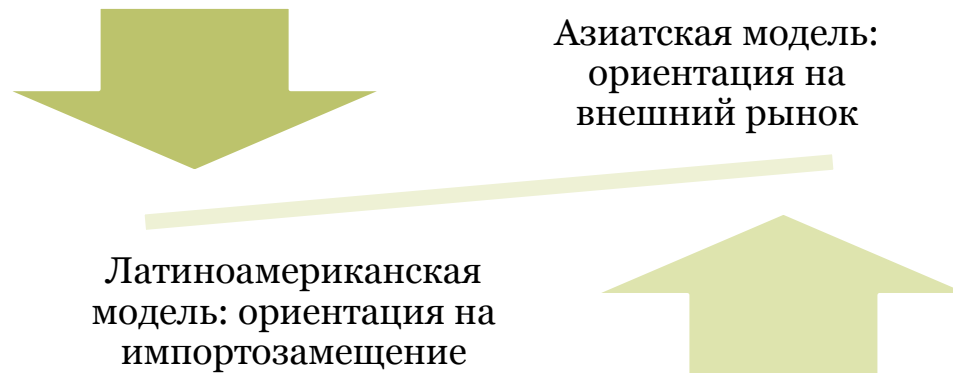 Азиатская модель:
ориентация на
внешний рынок
Латиноамериканская
модель: ориентация на
импортозамещение